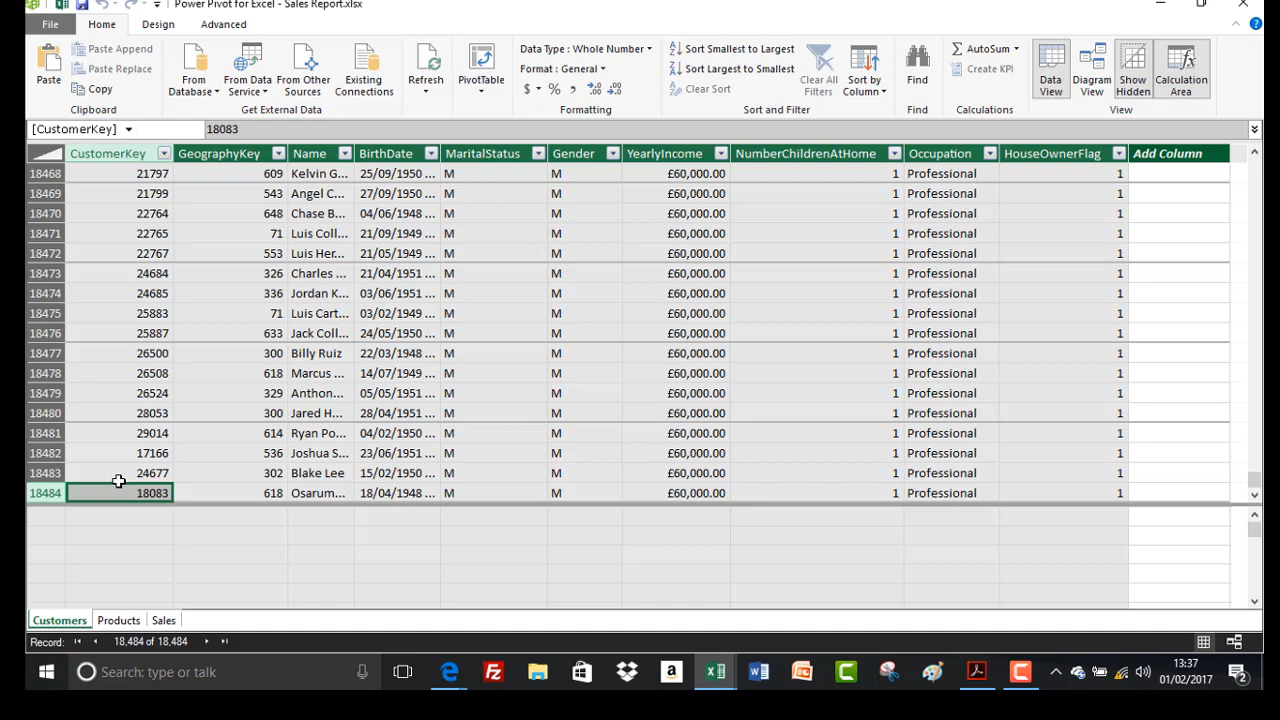 Power Pivot for Excel - Sales Report.xlsx
File Home Design Advanced
Paste
Paste Append
Paste Replace
Copy
Clipboard
From Database
From Data Service
From Other Sources
Existing Connections
Get External Data
Refresh
PivotTable
Data Type : Whole Number
Format : General
$ % , .00 .00
Formatting
Sort Smallest to Largest
Sort Largest to Smallest
Clear Sort
Clear All Filters
Sort by Column
Sort and Filter
Find
Find
AutoSum
Create KPI
Calculations
Data View
Diagram View
Show Hidden
Calculation Area
View
[CustomerKey] 18083
CustomerKey GeographyKey Name BirthDate MaritalStatus Gender YearlyIncome NumberChildrenAtHome Occupation HouseOwnerFlag Add Column
18468 21797 609 Kelvin G... 25/09/1950 ... M M £60,000.00 1 Professional 1
18469 21799 543 Angel C... 27/09/1950 ... M M £60,000.00 1 Professional 1
18470 22764 648 Chase B... 04/06/1948 ... M M £60,000.00 1 Professional 1
18471 22765 71 Luis Coll... 21/09/1949 ... M M £60,000.00 1 Professional 1
18472 22767 553 Luis Her... 21/05/1949 ... M M £60,000.00 1 Professional 1
18473 24684 326 Charles ... 21/04/1951 ... M M £60,000.00 1 Professional 1
18474 24685 336 Jordan K... 03/06/1951 ... M M £60,000.00 1 Professional 1
18475 25883 71 Luis Cart... 03/02/1949 ... M M £60,000.00 1 Professional 1
18476 25887 633 Jack Coll... 24/05/1950 ... M M £60,000.00 1 Professional 1
18477 26500 300 Billy Ruiz 22/03/1948 ... M M £60,000.00 1 Professional 1
18478 26508 618 Marcus ... 14/07/1949 ... M M £60,000.00 1 Professional 1
18479 26524 329 Anthon... 05/05/1951 ... M M £60,000.00 1 Professional 1
18480 28053 300 Jared H... 28/04/1951 ... M M £60,000.00 1 Professional 1
18481 29014 614 Ryan Po... 04/02/1950 ... M M £60,000.00 1 Professional 1
18482 17166 536 Joshua S... 23/06/1951 ... M M £60,000.00 1 Professional 1
18483 24677 302 Blake Lee 15/02/1950 ... M M £60,000.00 1 Professional 1
18484 18083 618 Osarum... 18/04/1948 ... M M £60,000.00 1 Professional 1
Customers Products Sales
Record: 18,484 of 18,484
Search (or type or talk)
13:37
01/02/2017
2